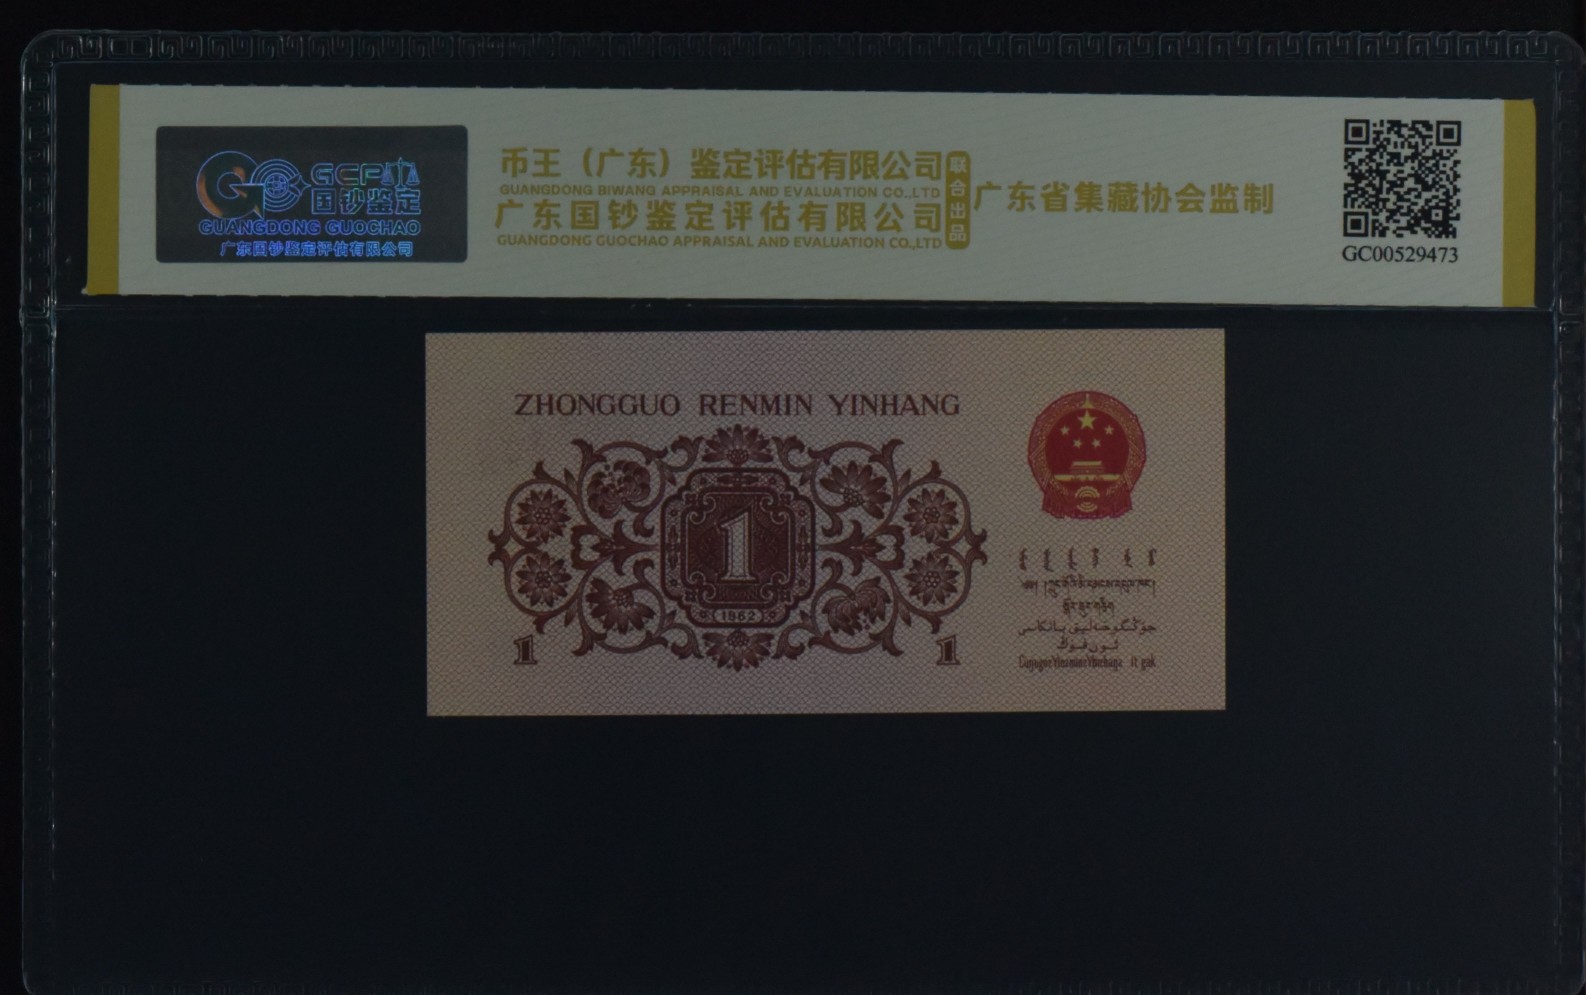 GCP
国钞鉴定
GUANGDONG GUOCHAO
广东国钞鉴定评估有限公司
币王（广东）鉴定评估有限公司
GUANGDONG BIWANG APPRAISAL AND EVALUATION CO.,LTD
广东国钞鉴定评估有限公司
GUANGDONG GUOCHAO APPRAISAL AND EVALUATION CO.,LTD
联合出品
广东省集藏协会监制
GC00529473
ZHONGGUO RENMIN YINHANG
1
1962
1
1